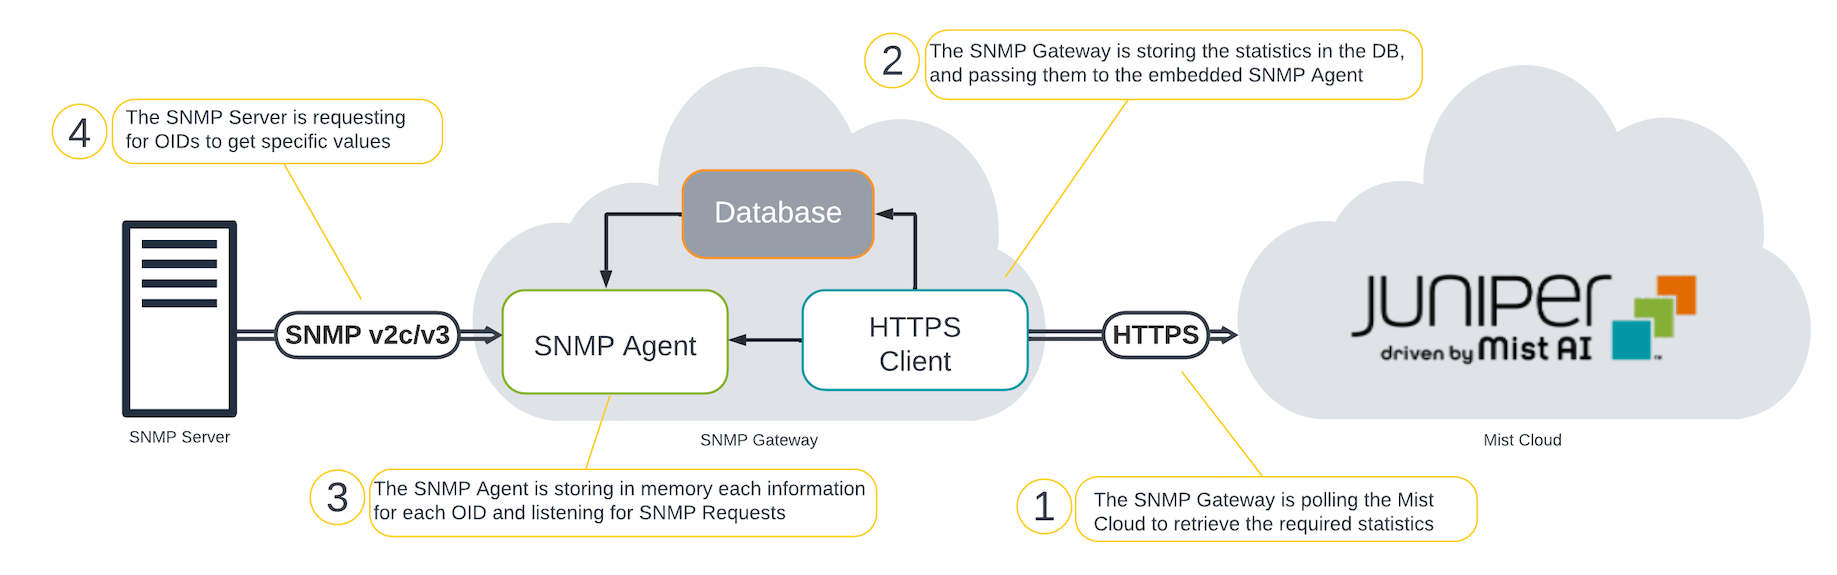 2
The SNMP Gateway is storing the statistics in the DB,
and passing them to the embedded SNMP Agent
4
The SNMP Server is requesting
for OIDs to get specific values
Database
SNMP v2c/v3
SNMP Agent
HTTPS
Client
HTTPS
Juniper
driven by Mist AI
™
SNMP Server
SNMP Gateway
Mist Cloud
3
The SNMP Agent is storing in memory each information
for each OID and listening for SNMP Requests
1
The SNMP Gateway is polling the Mist
Cloud to retrieve the required statistics